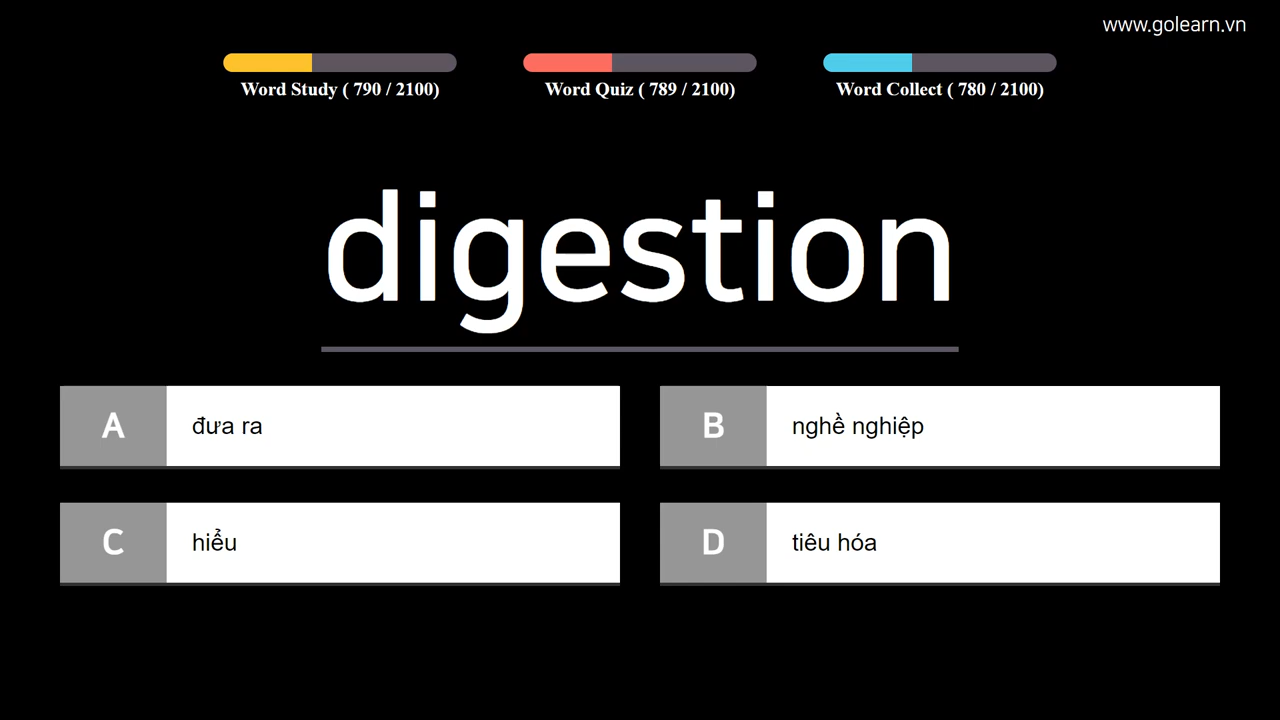 www.golearn.vn
Word Study ( 790 / 2100)
Word Quiz ( 789 / 2100)
Word Collect ( 780 / 2100)
digestion
A đưa ra
B nghề nghiệp
C hiểu
D tiêu hóa